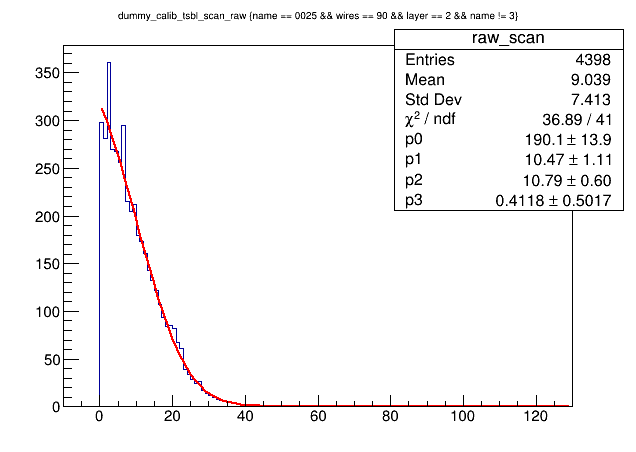 dummy_calib_tsbl_scan_raw {name == 0025 && wires == 90 && layer == 2 && name != 3}
raw_scan
Entries 4398
Mean 9.039
Std Dev 7.413
χ² / ndf 36.89 / 41
p0 190.1 ± 13.9
p1 10.47 ± 1.11
p2 10.79 ± 0.60
p3 0.4118 ± 0.5017
350
300
250
200
150
100
50
0
0 20 40 60 80 100 120